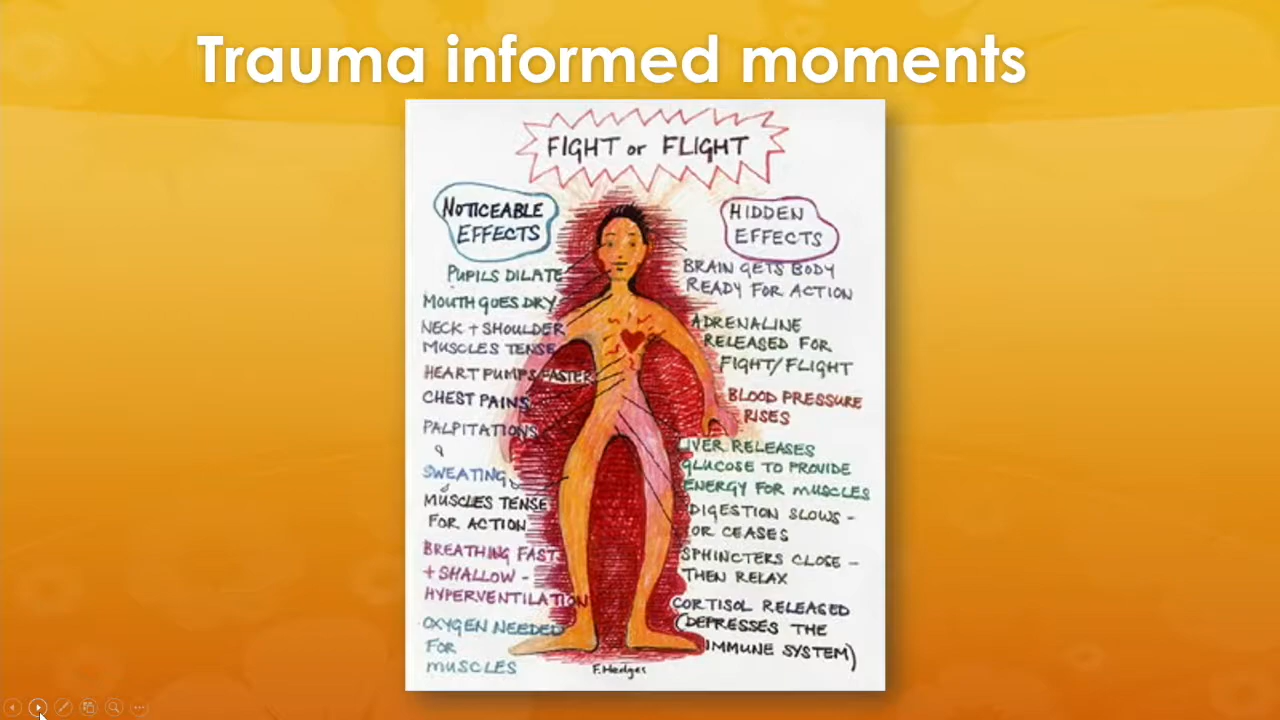 Trauma informed moments
FIGHT or FLIGHT
NOTICEABLE
EFFECTS
PUPILS DILATE
MOUTH GOES DRY
NECK + SHOULDER
MUSCLES TENSE
HEART PUMPS FASTER
CHEST PAINS
PALPITATIONS
SWEATING
MUSCLES TENSE
FOR ACTION
BREATHING FAST
+ SHALLOW -
HYPERVENTILATION
OXYGEN NEEDED
FOR
MUSCLES
HIDDEN
EFFECTS
BRAIN GETS BODY
READY FOR ACTION
ADRENALINE
RELEASED FOR
FIGHT/FLIGHT
BLOOD PRESSURE
RISES
LIVER RELEASES
GLUCOSE TO PROVIDE
ENERGY FOR MUSCLES
DIGESTION SLOWS -
OR CEASES
SPHINCTERS CLOSE -
THEN RELAX
CORTISOL RELEASED
(DEPRESSES THE
IMMUNE SYSTEM)
F.Hedges